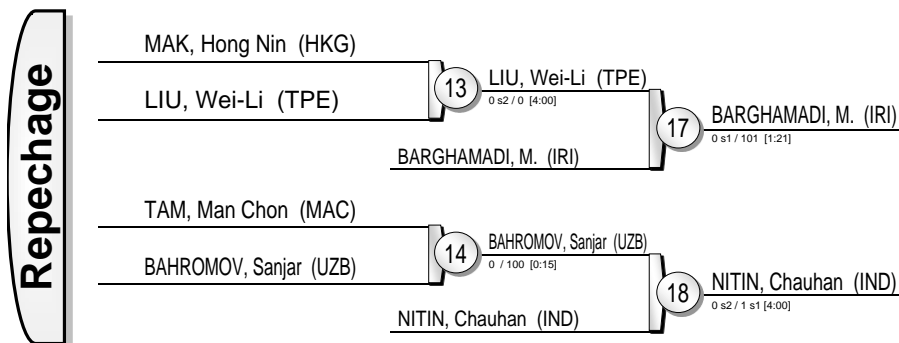 Repechage
MAK, Hong Nin (HKG)
LIU, Wei-Li (TPE)
13
LIU, Wei-Li (TPE)
0 s2 / 0 [4:00]
BARGHAMADI, M. (IRI)
17
BARGHAMADI, M. (IRI)
0 s1 / 101 [1:21]
TAM, Man Chon (MAC)
BAHROMOV, Sanjar (UZB)
14
BAHROMOV, Sanjar (UZB)
0 / 100 [0:15]
NITIN, Chauhan (IND)
18
NITIN, Chauhan (IND)
0 s2 / 1 s1 [4:00]